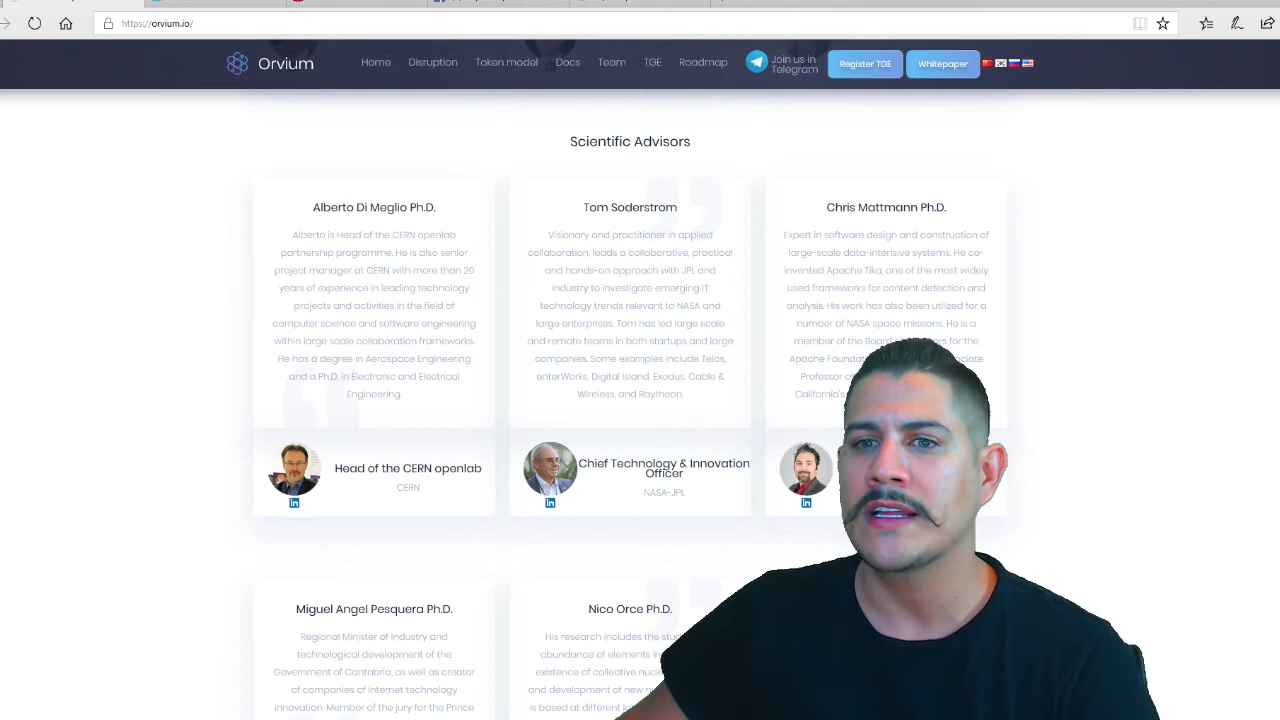 https://orvium.io/
Orvium
Home
Disruption
Token model
Docs
Team
TGE
Roadmap
Join us in
Telegram
Register TGE
Whitepaper
Scientific Advisors
Alberto Di Meglio Ph.D.
Alberto is Head of the CERN openlab
partnership programme. He is also senior
project manager at CERN with more than 20
years of experience in leading technology
projects and activities in the field of
computer science and software engineering
within large scale collaboration frameworks.
He has a degree in Aerospace Engineering
and a Ph.D. in Electronic and Electrical
Engineering.
Head of the CERN openlab
CERN
Tom Soderstrom
Visionary and practitioner in applied
collaboration, leads a collaborative, practical
and hands-on approach with JPL and
industry to investigate emerging IT
technology trends relevant to NASA and
large enterprises. Tom has led large scale
and remote teams in both startups and large
companies. Some examples include Telos,
enterWorks, Digital Island, Exodus, Cable &
Wireless, and Raytheon.
Chief Technology & Innovation
Officer
NASA-JPL
Chris Mattmann Ph.D.
Expert in software design and construction of
large-scale data-intensive systems. He co-
invented Apache Tika, one of the most widely
used frameworks for content detection and
analysis. His work has also been utilized for a
number of NASA space missions. He is a
member of the Board of for the
Apache
Professor
California's
Miguel Angel Pesquera Ph.D.
Regional Minister of industry and
technological development of the
Government of Cantabria, as well as creator
of companies of Internet technology
innovation. Member of the jury for the Prince
Nico Orce Ph.D.
His research includes the
abundance of elements in
existence of collective
and development of new
is based at different